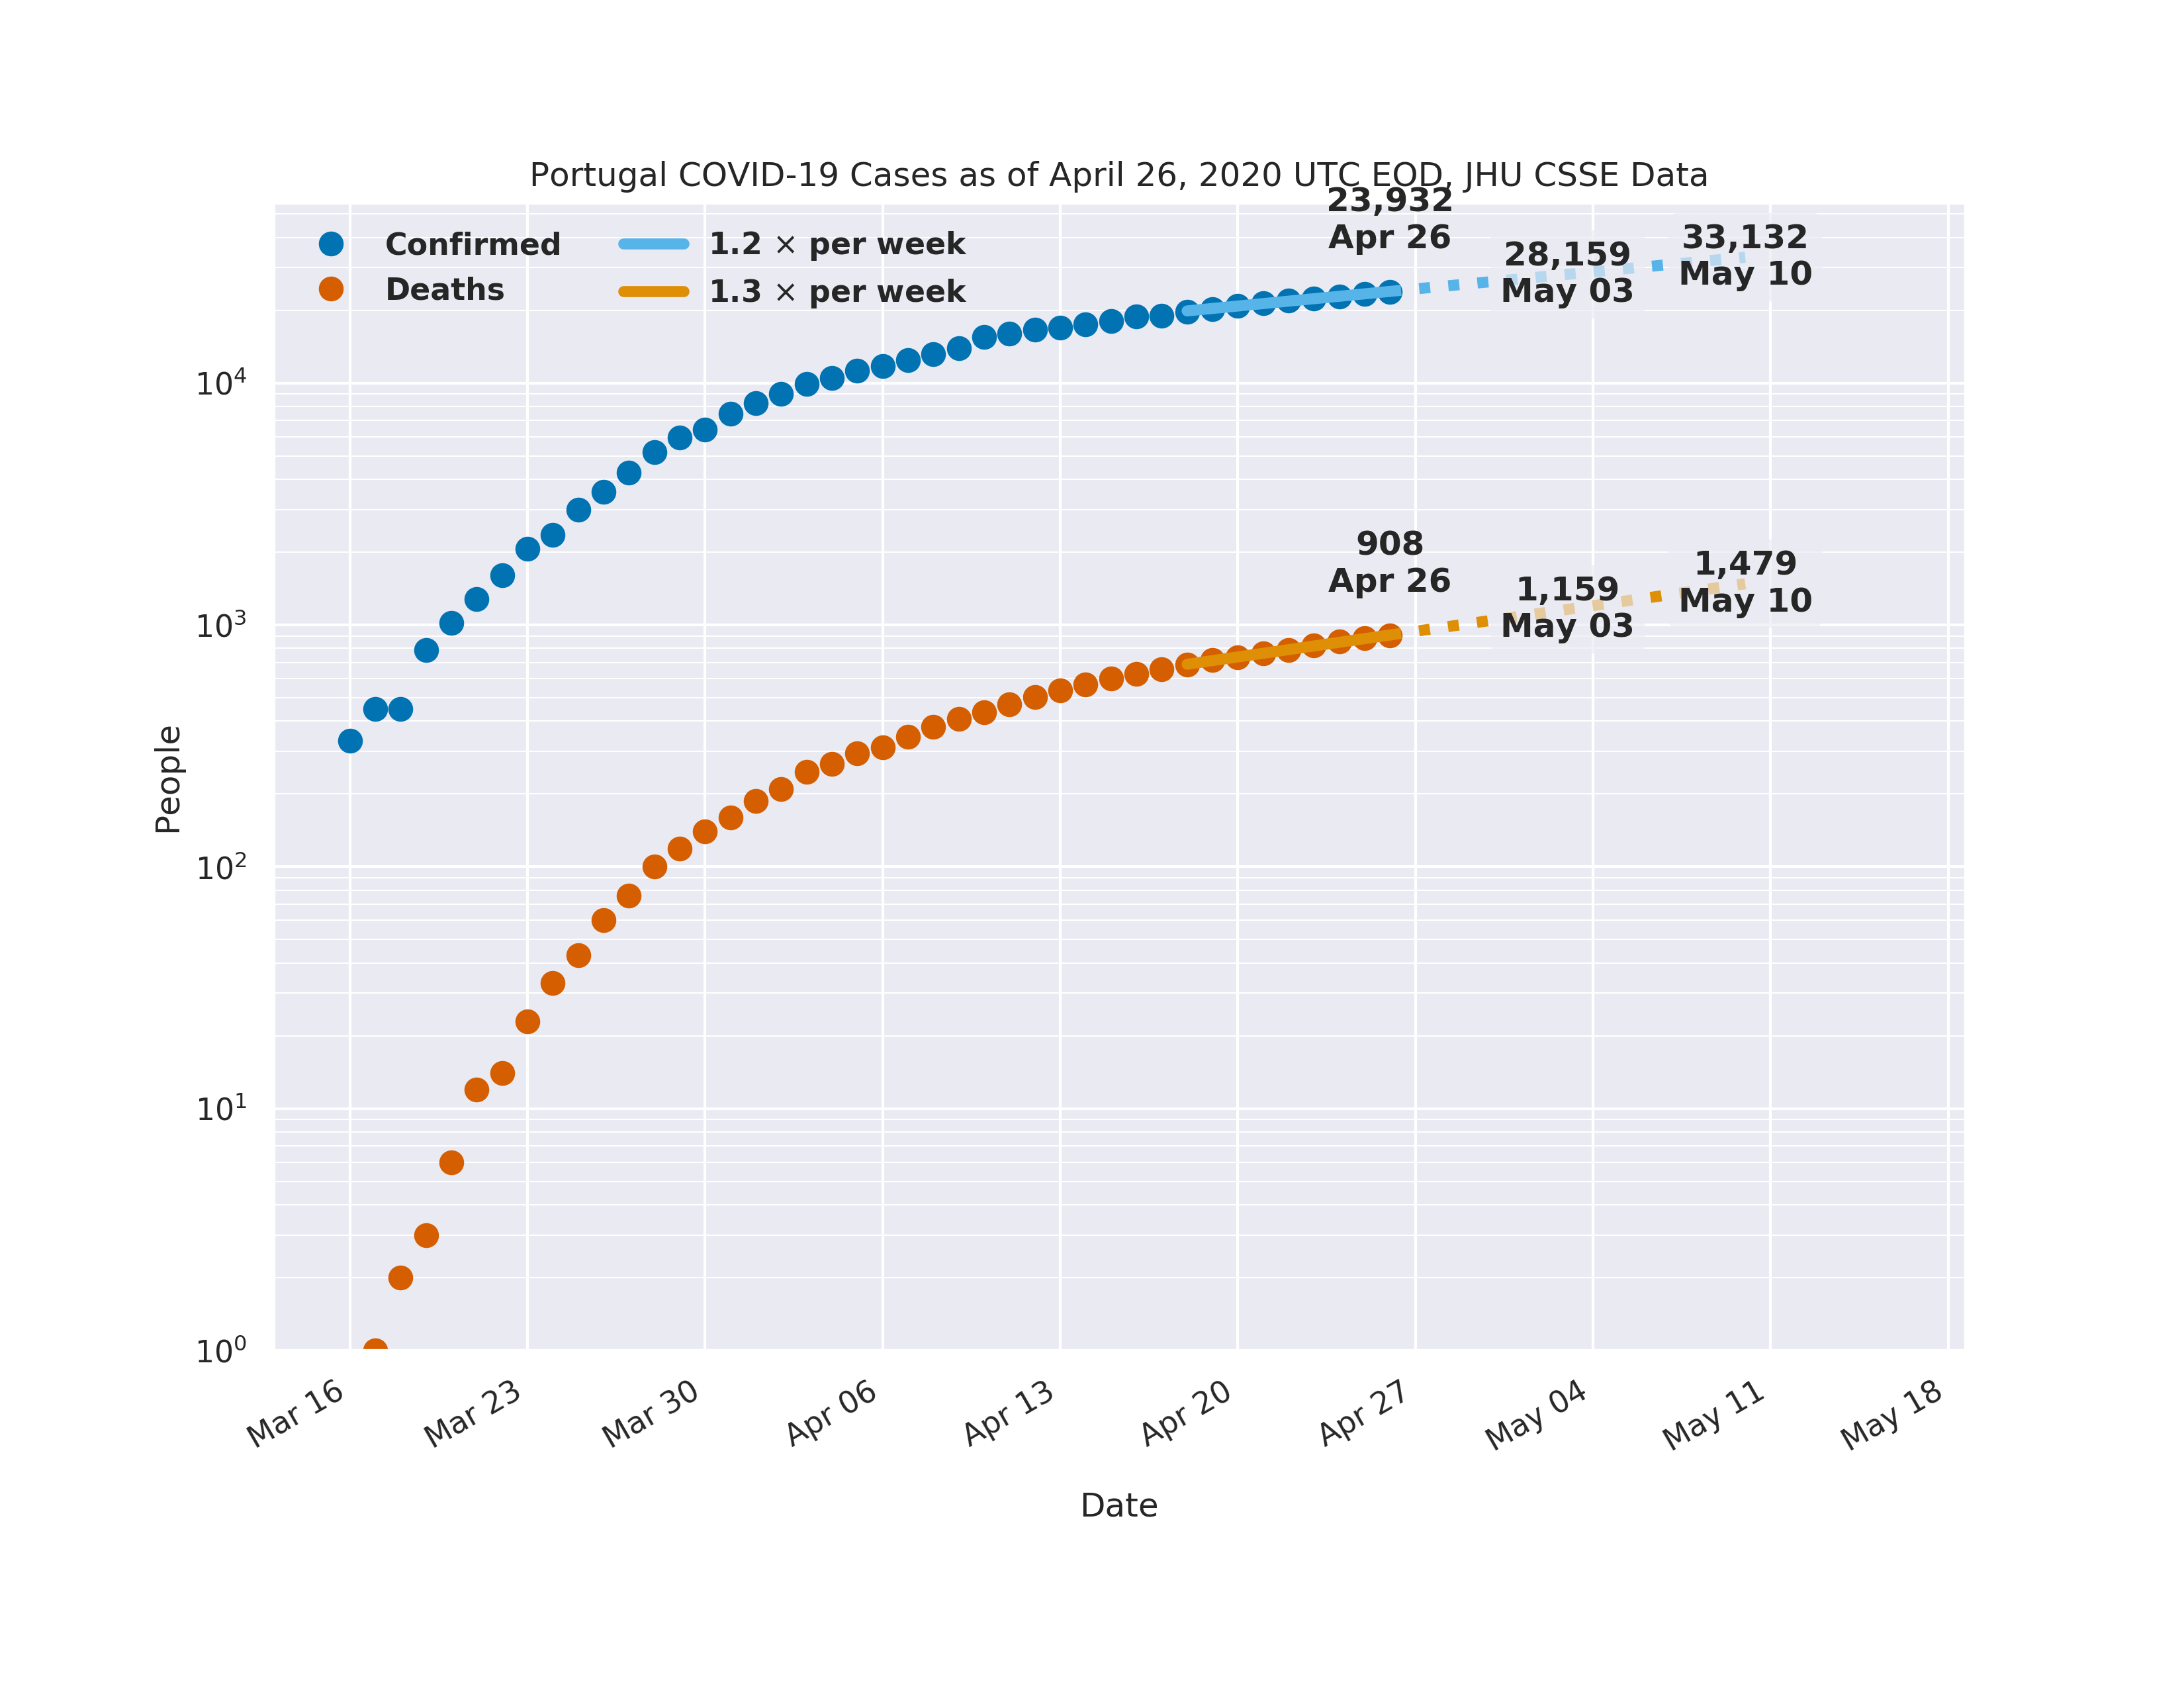 Portugal COVID-19 Cases as of April 26, 2020 UTC EOD, JHU CSSE Data
Confirmed
Deaths
1.2 × per week
1.3 × per week
23,932
Apr 26
28,159
May 03
33,132
May 10
908
Apr 26
1,159
May 03
1,479
May 10
People
10⁴
10³
10²
10¹
10⁰
Mar 16
Mar 23
Mar 30
Apr 06
Apr 13
Apr 20
Apr 27
May 04
May 11
May 18
Date